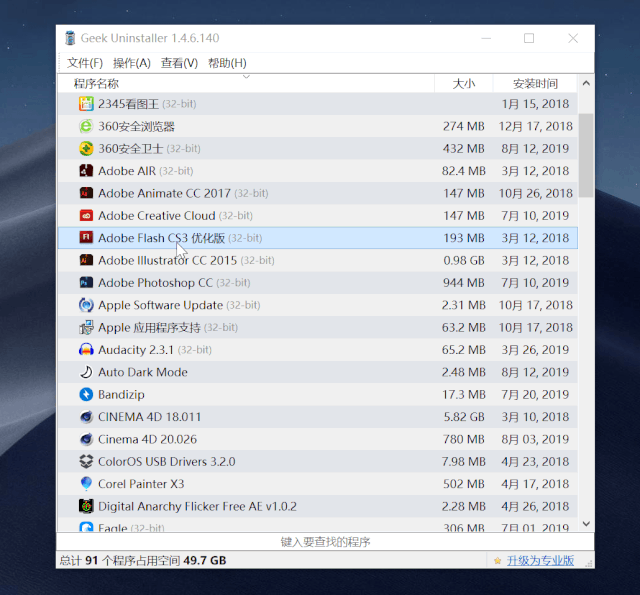 Geek Uninstaller 1.4.6.140
文件(F) 操作(A) 查看(V) 帮助(H)
程序名称 大小 安装时间
2345看图王 (32-bit) 1月 15, 2018
360安全浏览器 274 MB 12月 17, 2018
360安全卫士 (32-bit) 432 MB 8月 12, 2019
Adobe AIR (32-bit) 82.4 MB 3月 12, 2018
Adobe Animate CC 2017 (32-bit) 147 MB 10月 26, 2018
Adobe Creative Cloud (32-bit) 147 MB 7月 10, 2019
Adobe Flash CS3 优化版 (32-bit) 193 MB 3月 12, 2018
Adobe Illustrator CC 2015 (32-bit) 0.98 GB 3月 12, 2018
Adobe Photoshop CC (32-bit) 944 MB 7月 10, 2019
Apple Software Update (32-bit) 2.31 MB 10月 17, 2018
Apple 应用程序支持 (32-bit) 63.2 MB 10月 17, 2018
Audacity 2.3.1 (32-bit) 65.2 MB 3月 26, 2019
Auto Dark Mode 2.48 MB 8月 12, 2019
Bandizip 17.3 MB 7月 20, 2019
CINEMA 4D 18.011 5.82 GB 3月 10, 2018
Cinema 4D 20.026 780 MB 8月 03, 2019
ColorOS USB Drivers 3.2.0 7.98 MB 4月 23, 2018
Corel Painter X3 502 MB 4月 17, 2018
Digital Anarchy Flicker Free AE v1.0.2 2.28 MB 4月 26, 2018
Eagle (32-bit) 306 MB 7月 01, 2019
键入要查找的程序
总计 91 个程序占用空间 49.7 GB 升级为专业版